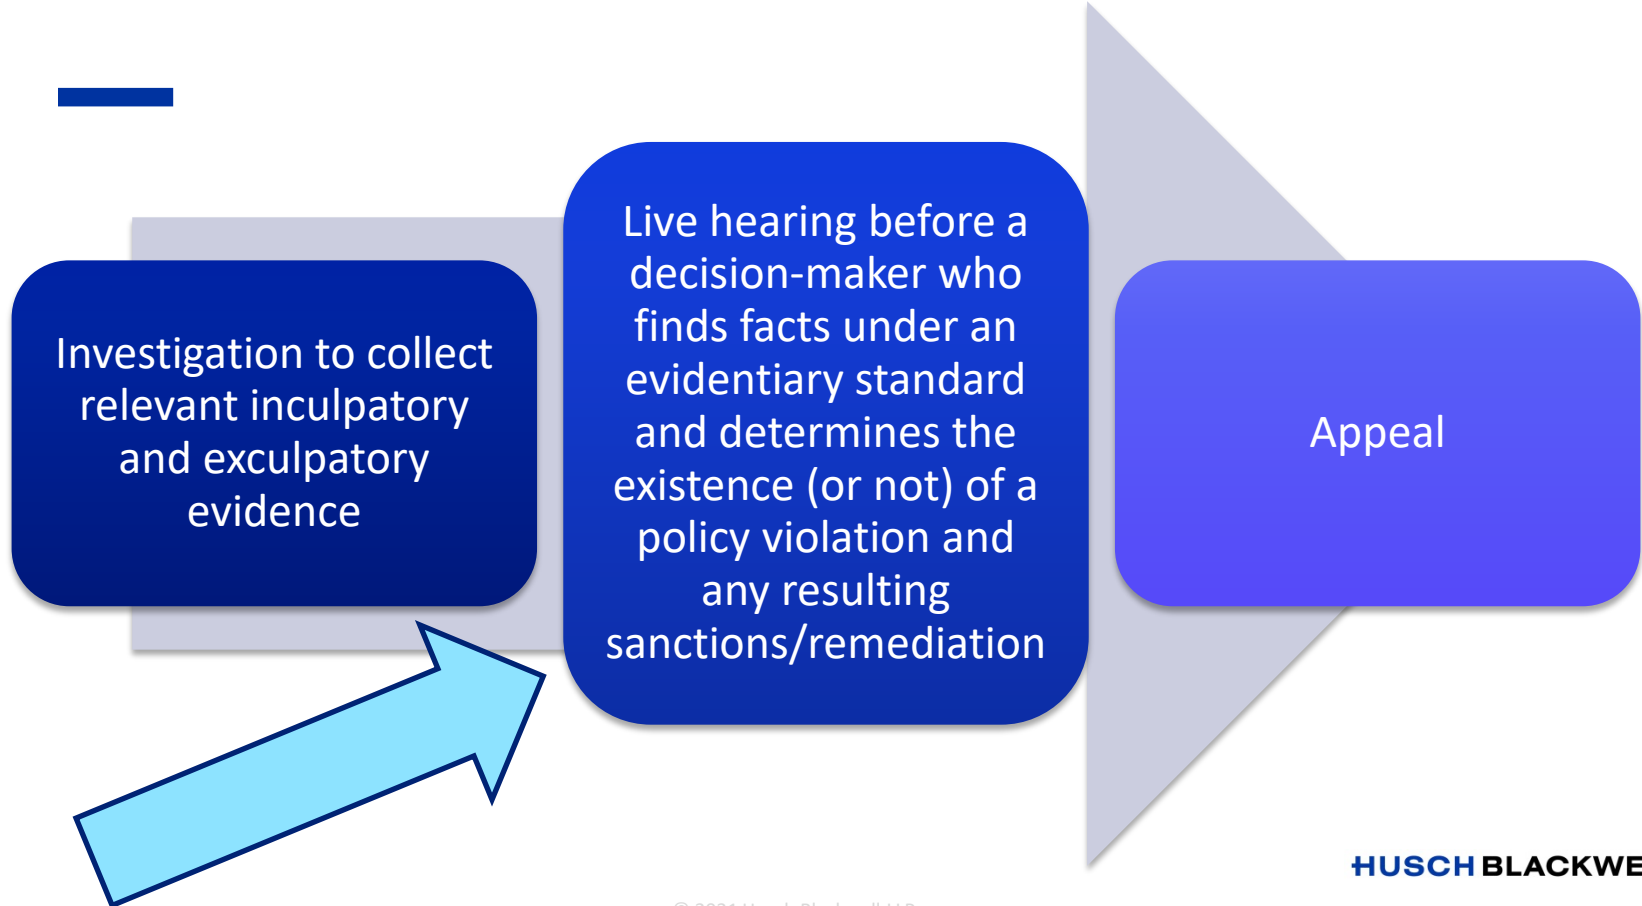 Investigation to collect
relevant inculpatory
and exculpatory
evidence
Live hearing before a
decision-maker who
finds facts under an
evidentiary standard
and determines the
existence (or not) of a
policy violation and
any resulting
sanctions/remediation
Appeal
HUSCH BLACKWE